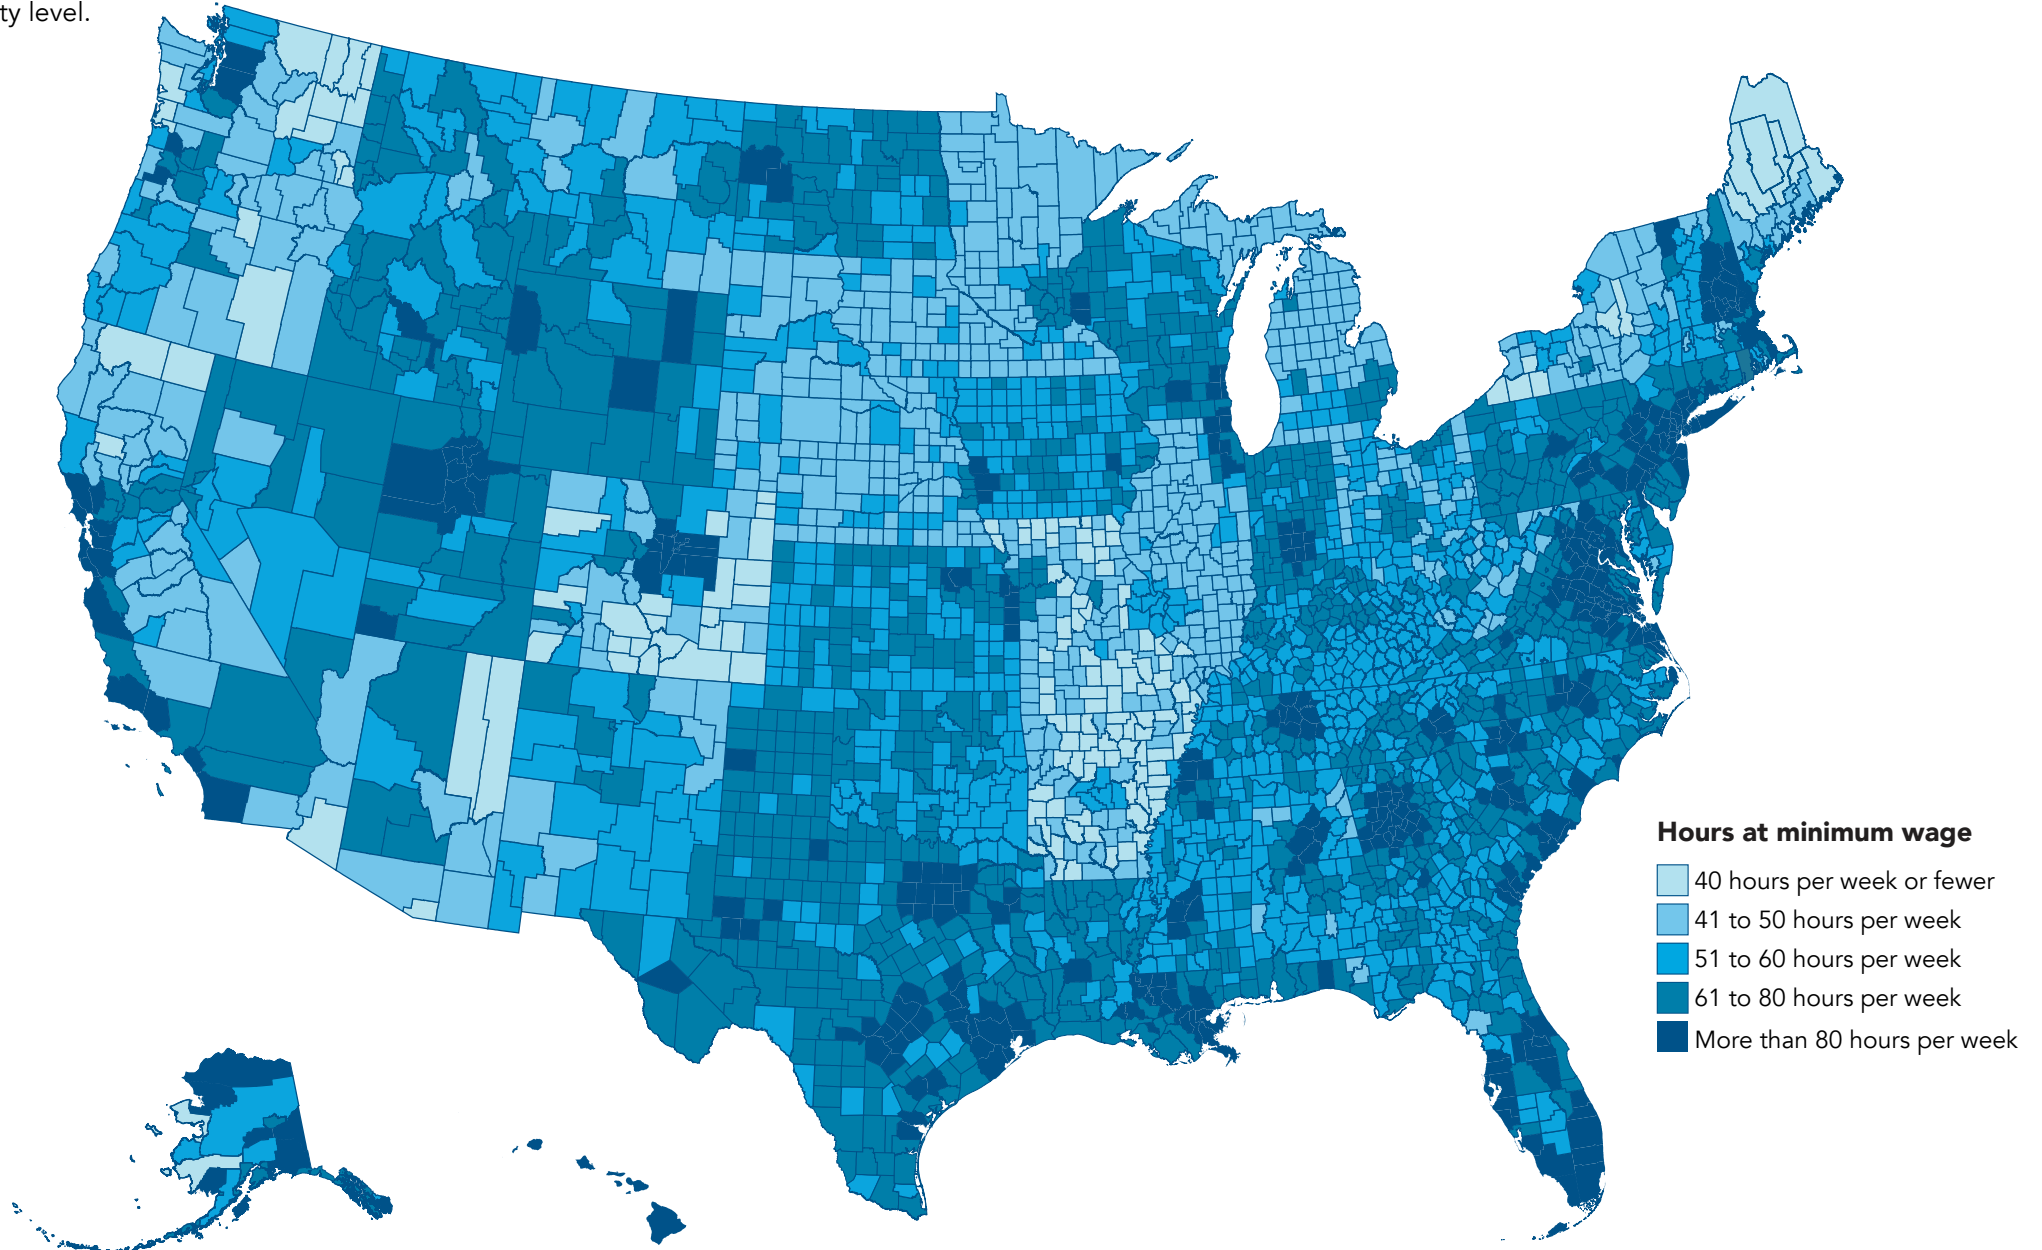 ty level.
Hours at minimum wage
40 hours per week or fewer
41 to 50 hours per week
51 to 60 hours per week
61 to 80 hours per week
More than 80 hours per week